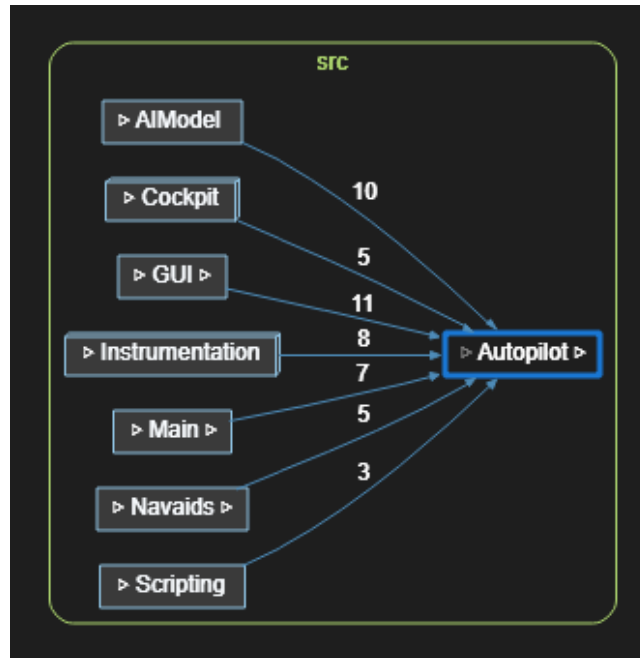 src
▹ AIModel
10
▹ Cockpit
5
▹ GUI ▹
11
▹ Instrumentation
8
▹ Autopilot ▹
7
▹ Main ▹
5
▹ Navaids ▹
3
▹ Scripting